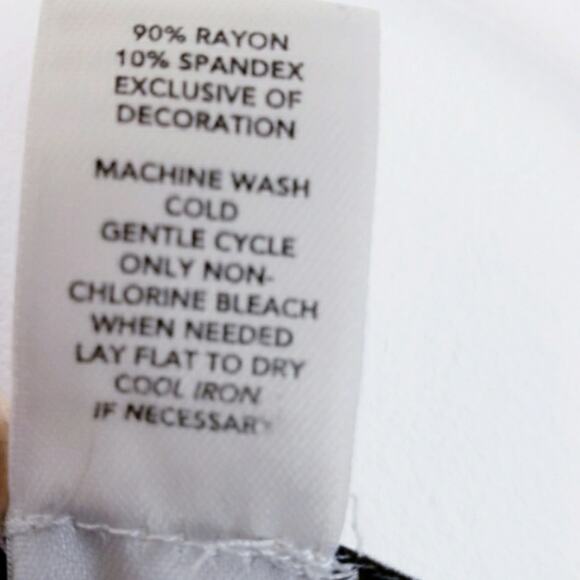 90% RAYON
10% SPANDEX
EXCLUSIVE OF
DECORATION
MACHINE WASH
COLD
GENTLE CYCLE
ONLY NON-
CHLORINE BLEACH
WHEN NEEDED
LAY FLAT TO DRY
COOL IRON
IF NECESSARY